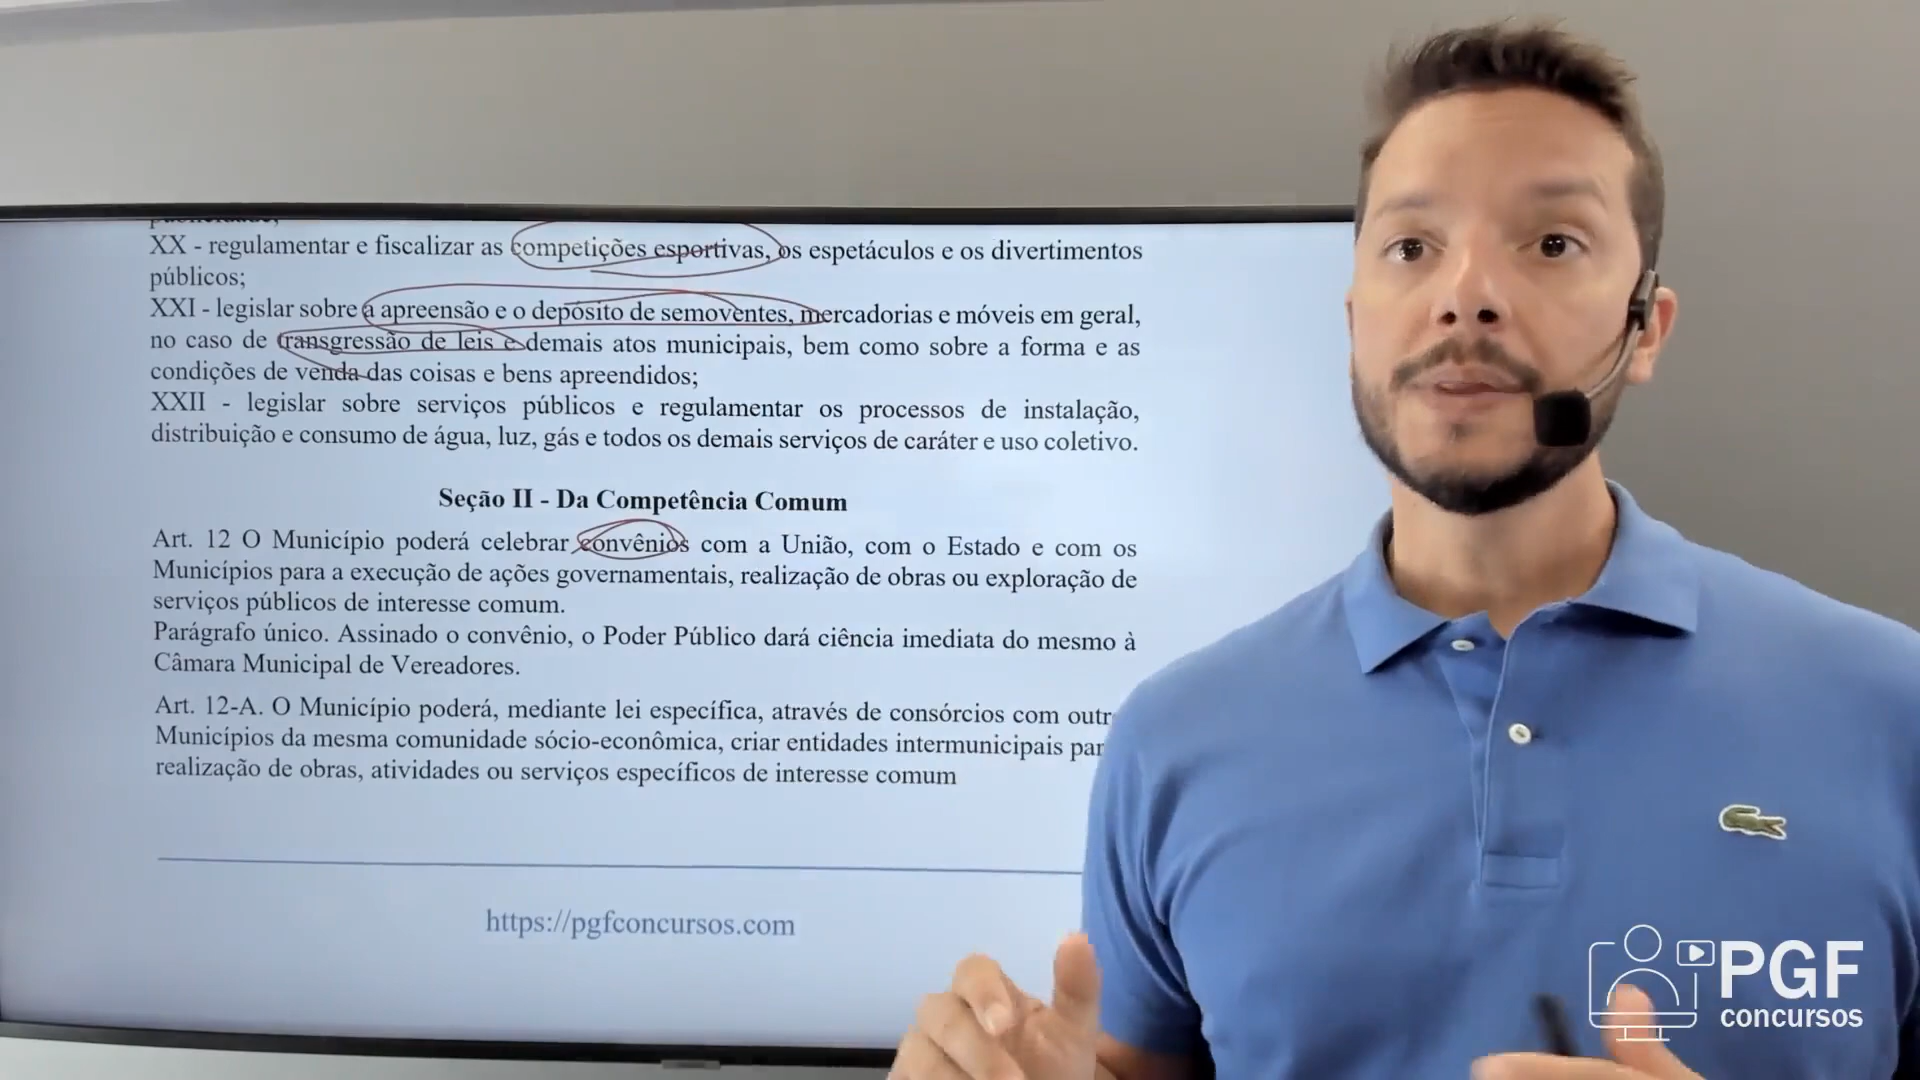 XX - regulamentar e fiscalizar as competições esportivas, os espetáculos e os divertimentos
públicos;
XXI - legislar sobre a apreensão e o depósito de semoventes, mercadorias e móveis em geral,
no caso de transgressão de leis e demais atos municipais, bem como sobre a forma e as
condições de venda das coisas e bens apreendidos;
XXII - legislar sobre serviços públicos e regulamentar os processos de instalação,
distribuição e consumo de água, luz, gás e todos os demais serviços de caráter e uso coletivo.
Seção II - Da Competência Comum
Art. 12 O Município poderá celebrar convênios com a União, com o Estado e com os
Municípios para a execução de ações governamentais, realização de obras ou exploração de
serviços públicos de interesse comum.
Parágrafo único. Assinado o convênio, o Poder Público dará ciência imediata do mesmo à
Câmara Municipal de Vereadores.
Art. 12-A. O Município poderá, mediante lei específica, através de consórcios com outr
Municípios da mesma comunidade sócio-econômica, criar entidades intermunicipais par
realização de obras, atividades ou serviços específicos de interesse comum
https://pgfconcursos.com
PGF
concursos